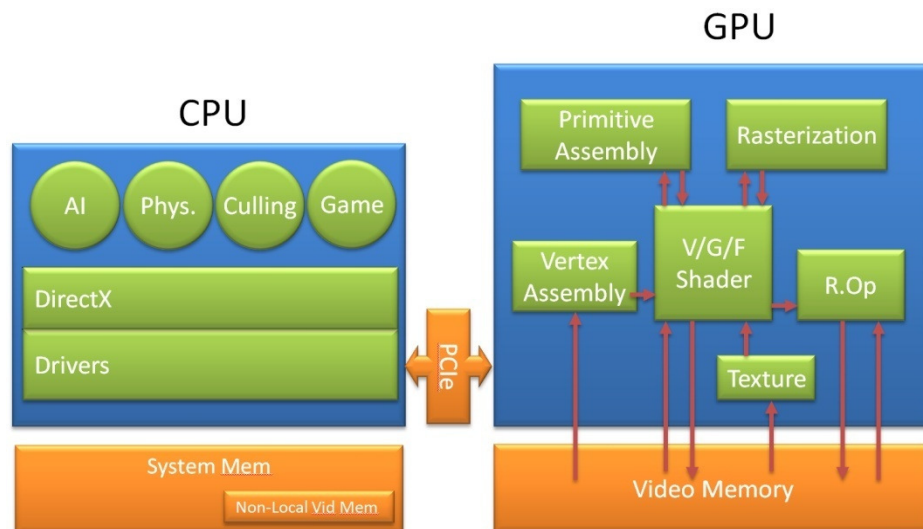 GPU
CPU
Primitive
Assembly
Rasterization
AI
Phys.
Culling
Game
V/G/F
Shader
Vertex
Assembly
R.Op
DirectX
Drivers
PCIe
Texture
System Mem
Non-Local Vid Mem
Video Memory